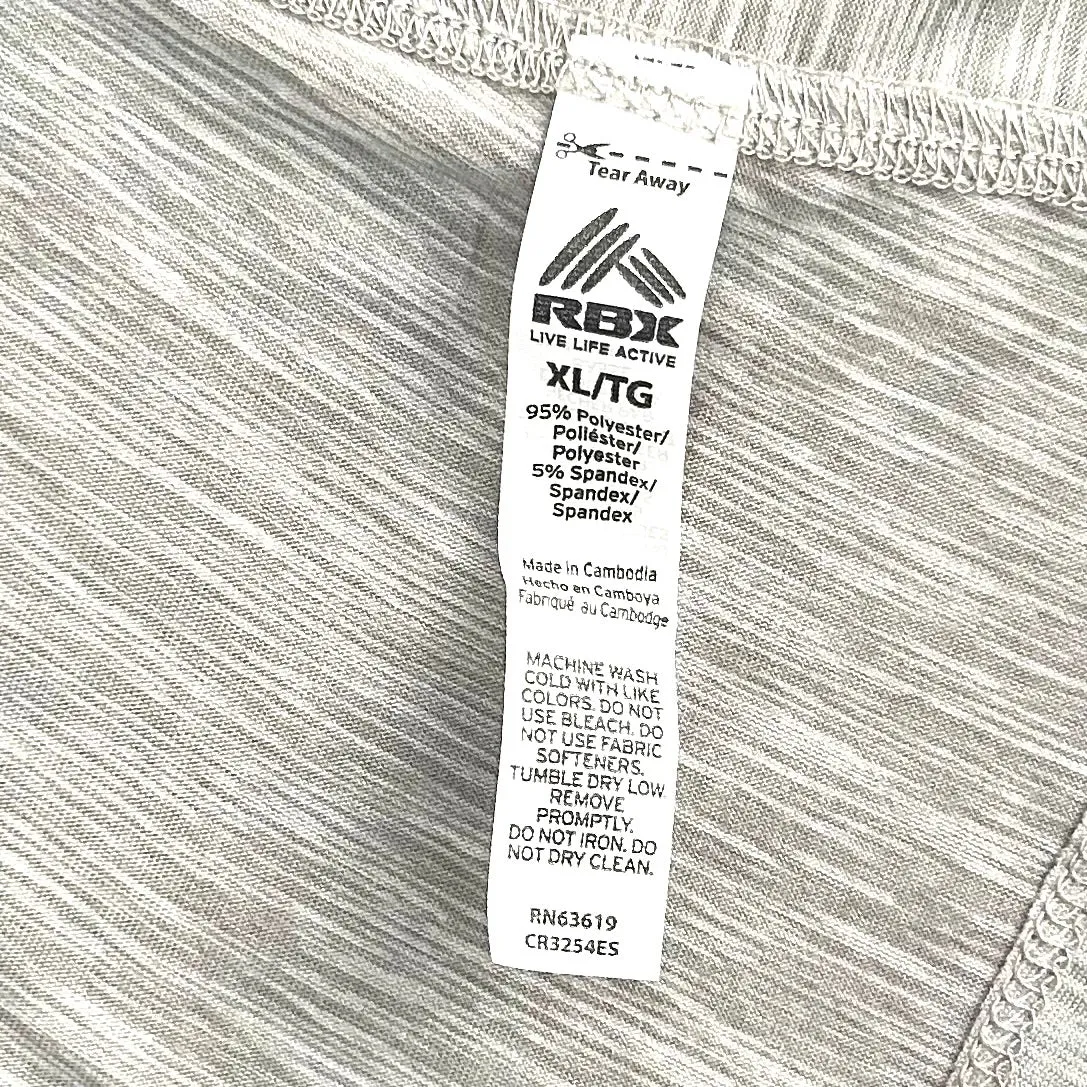 Tear Away
RBX
LIVE LIFE ACTIVE
XL/TG
95% Polyester/
Poliéster/
Polyester
5% Spandex/
Spandex/
Spandex
Made in Cambodia
Hecho en Camboya
Fabriqué au Cambodge
MACHINE WASH
COLD WITH LIKE
COLORS. DO NOT
USE BLEACH. DO
NOT USE FABRIC
SOFTENERS.
TUMBLE DRY LOW.
REMOVE
PROMPTLY.
DO NOT IRON. DO
NOT DRY CLEAN.
RN63619
CR3254ES